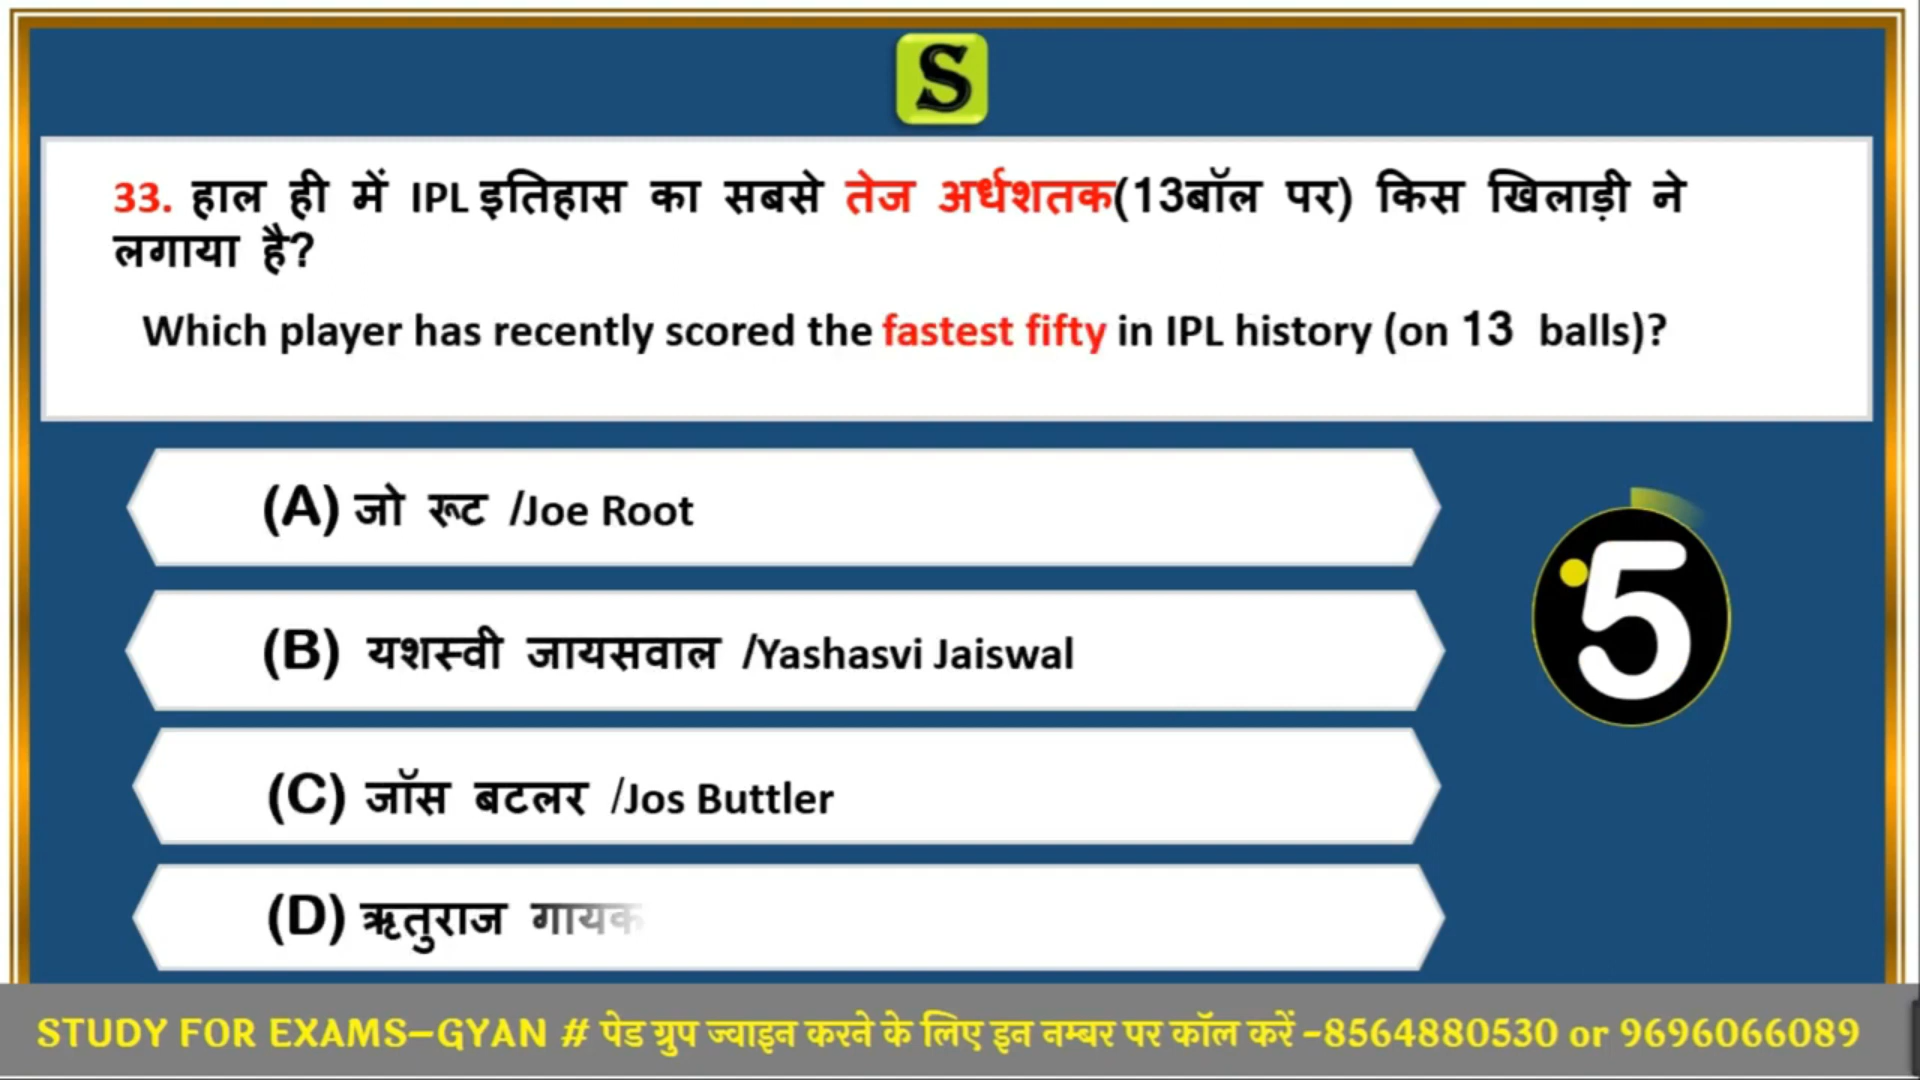 S
33. हाल ही में IPL इतिहास का सबसे तेज अर्धशतक(13बॉल पर) किस खिलाड़ी ने
लगाया है?
Which player has recently scored the fastest fifty in IPL history (on 13 balls)?
(A) जो रूट /Joe Root
(B) यशस्वी जायसवाल /Yashasvi Jaiswal
5
(C) जॉस बटलर /Jos Buttler
(D) ऋतुराज गायक
STUDY FOR EXAMS–GYAN # पेड ग्रुप ज्वाइन करने के लिए इन नम्बर पर कॉल करें -8564880530 or 9696066089